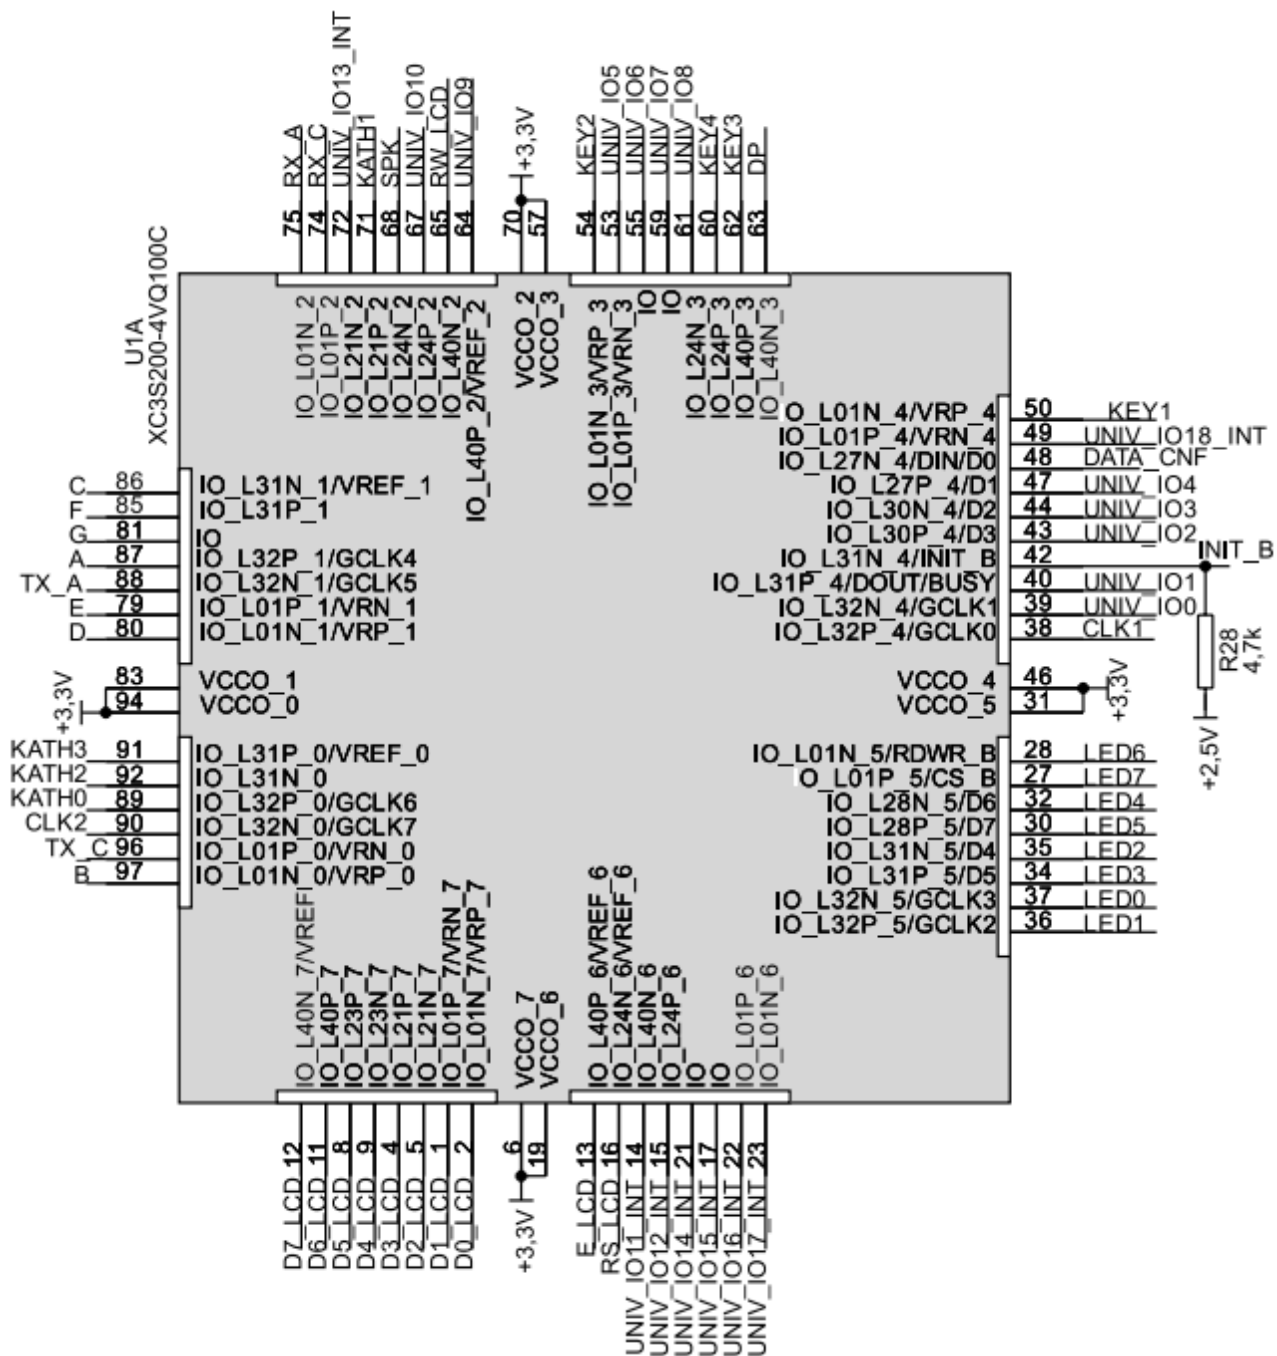 U1A
XC3S200-4VQ100C
RX_A 75 IO_L01N_2
RX_C 74 IO_L01P_2
UNIV_IO13_INT 72 IO_L21N_2
KATH1 71 IO_L21P_2
SPK 68 IO_L24N_2
UNIV_IO10 67 IO_L24P_2
RW_LCD 65 IO_L40N_2
UNIV_IO9 64 IO_L40P_2/VREF_2
+3,3V
70 VCCO_2
57 VCCO_3
KEY2 54 IO_L01N_3/VRP_3
UNIV_IO5 53 IO_L01P_3/VRN_3
UNIV_IO6 55 IO
UNIV_IO7 59 IO
UNIV_IO8 61 IO_L24N_3
KEY4 60 IO_L24P_3
KEY3 62 IO_L40P_3
DP 63 IO_L40N_3
C 86 IO_L31N_1/VREF_1
F 85 IO_L31P_1
G 81 IO
A 87 IO_L32P_1/GCLK4
TX_A 88 IO_L32N_1/GCLK5
E 79 IO_L01P_1/VRN_1
D 80 IO_L01N_1/VRP_1
+3,3V
83 VCCO_1
94 VCCO_0
KATH3 91 IO_L31P_0/VREF_0
KATH2 92 IO_L31N_0
KATH0 89 IO_L32P_0/GCLK6
CLK2 90 IO_L32N_0/GCLK7
TX_C 96 IO_L01P_0/VRN_0
B 97 IO_L01N_0/VRP_0
O_L01N_4/VRP_4 50 KEY1
IO_L01P_4/VRN_4 49 UNIV_IO18_INT
IO_L27N_4/DIN/D0 48 DATA_CNF
IO_L27P_4/D1 47 UNIV_IO4
IO_L30N_4/D2 44 UNIV_IO3
IO_L30P_4/D3 43 UNIV_IO2
IO_L31N_4/INIT_B 42 INIT_B
IO_L31P_4/DOUT/BUSY 40 UNIV_IO1
IO_L32N_4/GCLK1 39 UNIV_IO0
IO_L32P_4/GCLK0 38 CLK1
R28
4,7k
+2,5V
VCCO_4 46
VCCO_5 31
+3,3V
IO_L01N_5/RDWR_B 28 LED6
O_L01P_5/CS_B 27 LED7
IO_L28N_5/D6 32 LED4
IO_L28P_5/D7 30 LED5
IO_L31N_5/D4 35 LED2
IO_L31P_5/D5 34 LED3
IO_L32N_5/GCLK3 37 LED0
IO_L32P_5/GCLK2 36 LED1
IO_L40N_7/VREF_7 12 D7_LCD
IO_L40P_7 11 D6_LCD
IO_L23P_7 8 D5_LCD
IO_L23N_7 9 D4_LCD
IO_L21P_7 4 D3_LCD
IO_L21N_7 5 D2_LCD
IO_L01P_7/VRN_7 1 D1_LCD
IO_L01N_7/VRP_7 2 D0_LCD
VCCO_7 6
VCCO_6 19
+3,3V
IO_L40P_6/VREF_6 13 E_LCD
IO_L24N_6/VREF_6 16 RS_LCD
IO_L40N_6 14 UNIV_IO11_INT
IO_L24P_6 15 UNIV_IO12_INT
IO 21 UNIV_IO14_INT
IO 17 UNIV_IO15_INT
IO_L01P_6 22 UNIV_IO16_INT
IO_L01N_6 23 UNIV_IO17_INT